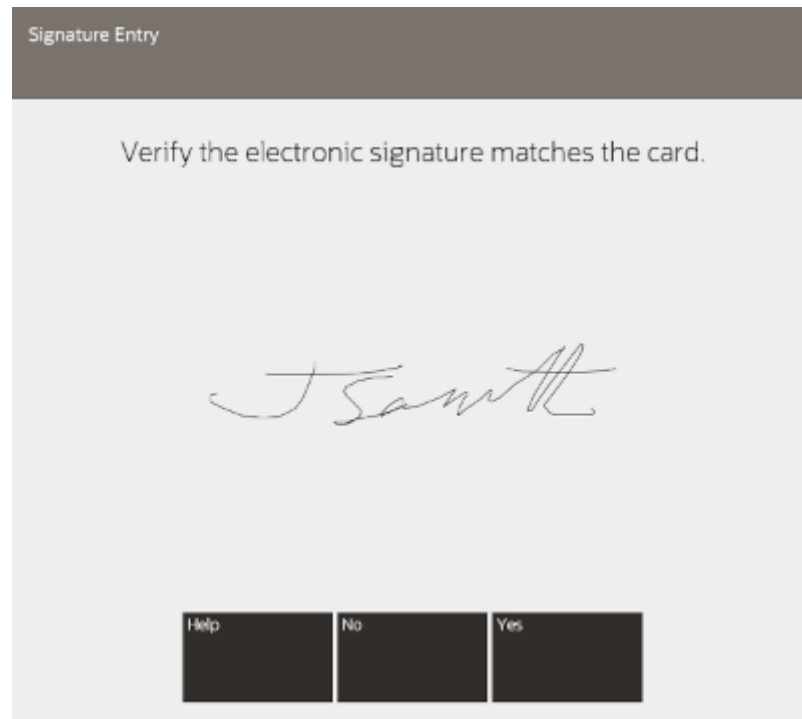 Signature Entry
Verify the electronic signature matches the card.
Help No Yes